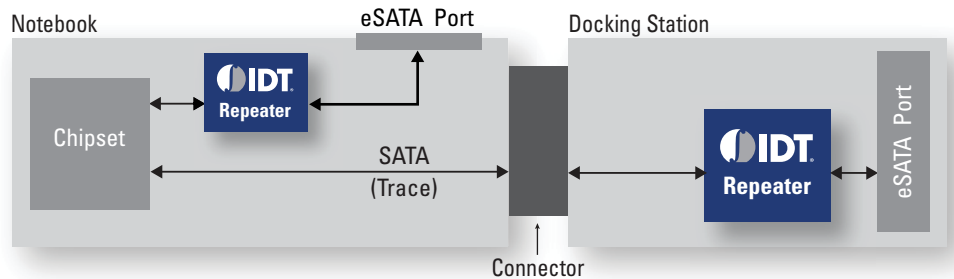 Notebook
eSATA Port
Docking Station
IDT.
Repeater
Chipset
SATA
(Trace)
IDT.
Repeater
eSATA Port
Connector